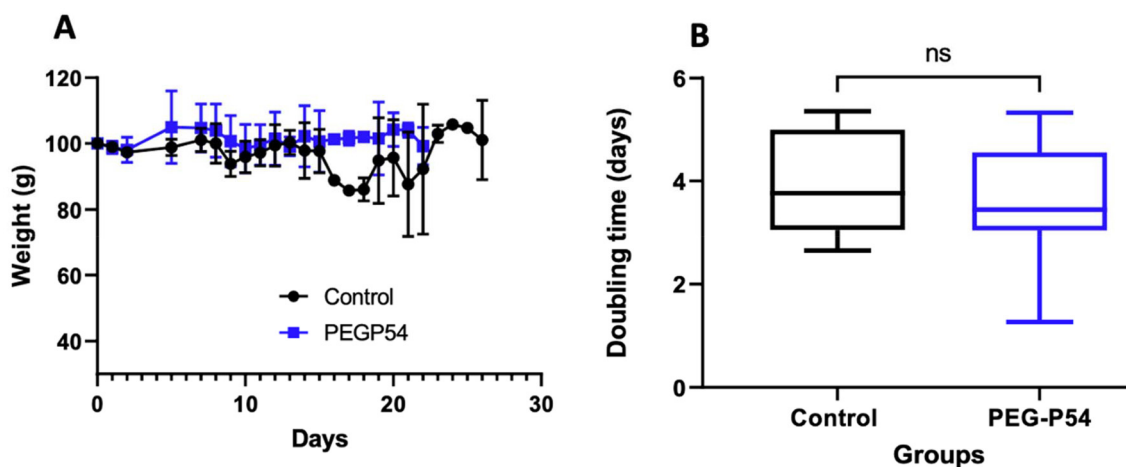 A
Weight (g)
120
100
80
60
40
Control
PEGP54
0
10
20
30
Days
B
ns
Doubling time (days)
6
4
2
0
Control
PEG-P54
Groups